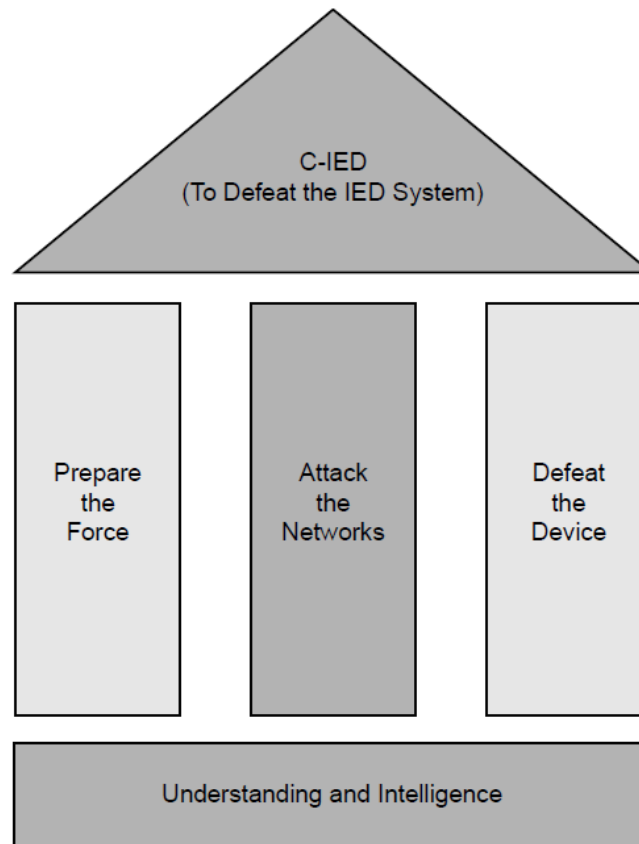 C-IED
(To Defeat the IED System)
Prepare
the
Force
Attack
the
Networks
Defeat
the
Device
Understanding and Intelligence